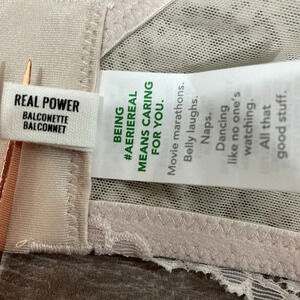 REAL POWER
BALCONETTE
BALCONNET
BEING
#AERIEREAL
MEANS CARING
FOR YOU.
Movie marathons.
Belly laughs.
Naps.
Dancing
like no one's
watching.
All that
good stuff.